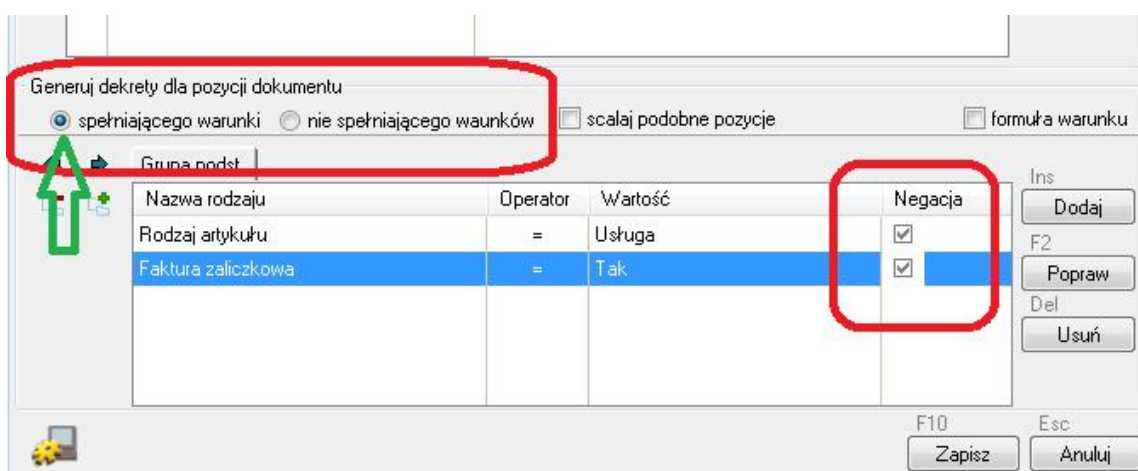 Generuj dekrety dla pozycji dokumentu
spełniającego warunki nie spełniającego waunków scalaj podobne pozycje formuła warunku
Grupa podst.
Ins
Nazwa rodzaju Operator Wartość Negacja
Dodaj
Rodzaj artykułu = Usługa
F2
Faktura zaliczkowa = Tak
Popraw
Del
Usuń
F10 Esc
Zapisz Anuluj